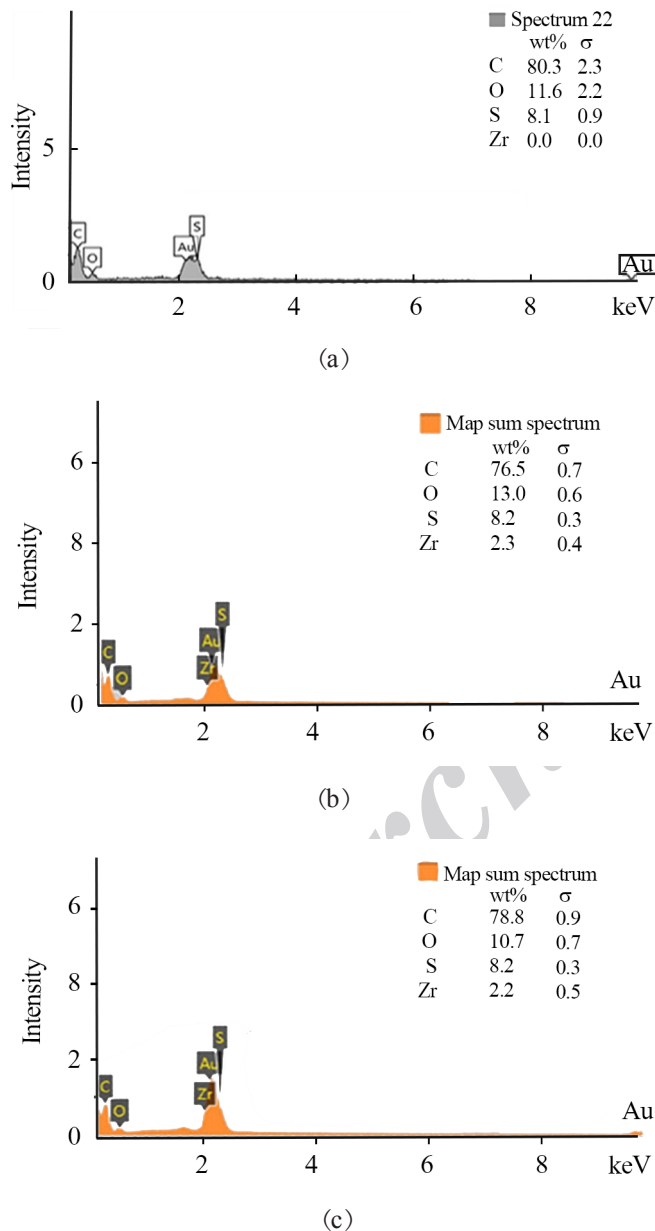 Spectrum 22
wt% σ
C 80.3 2.3
O 11.6 2.2
S 8.1 0.9
Zr 0.0 0.0
Intensity
5
0
C
O
Au
S
Au
2 4 6 8 keV
(a)
Map sum spectrum
wt% σ
C 76.5 0.7
O 13.0 0.6
S 8.2 0.3
Zr 2.3 0.4
Intensity
6
8
2
0
S
Au
C
Zr
O
Au
2 4 6 8 keV
(b)
Map sum spectrum
wt% σ
C 78.8 0.9
O 10.7 0.7
S 8.2 0.3
Zr 2.2 0.5
Intensity
6
8
2
0
S
Au
C
Zr
O
Au
2 4 6 8 keV
(c)